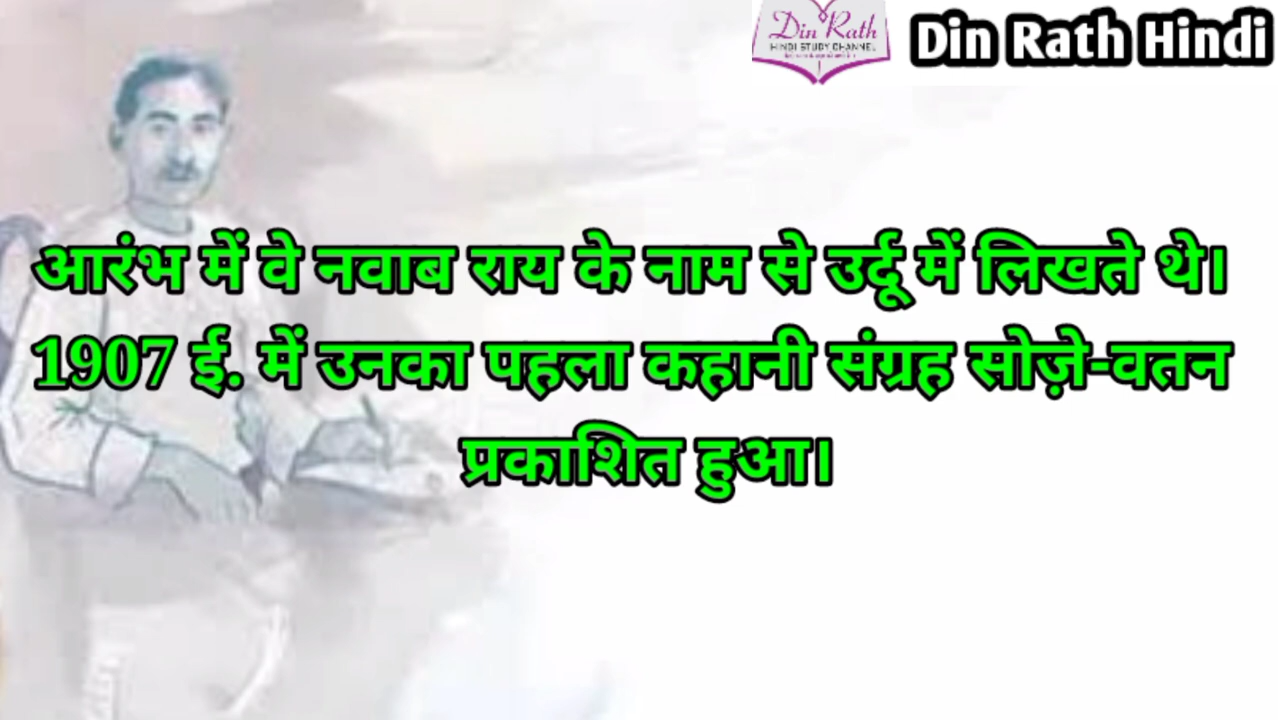 Din Rath
HINDI STUDY CHANNEL
Din Rath Hindi
आरंभ में वे नवाब राय के नाम से उर्दू में लिखते थे।
1907 ई. में उनका पहला कहानी संग्रह सोज़े-वतन
प्रकाशित हुआ।